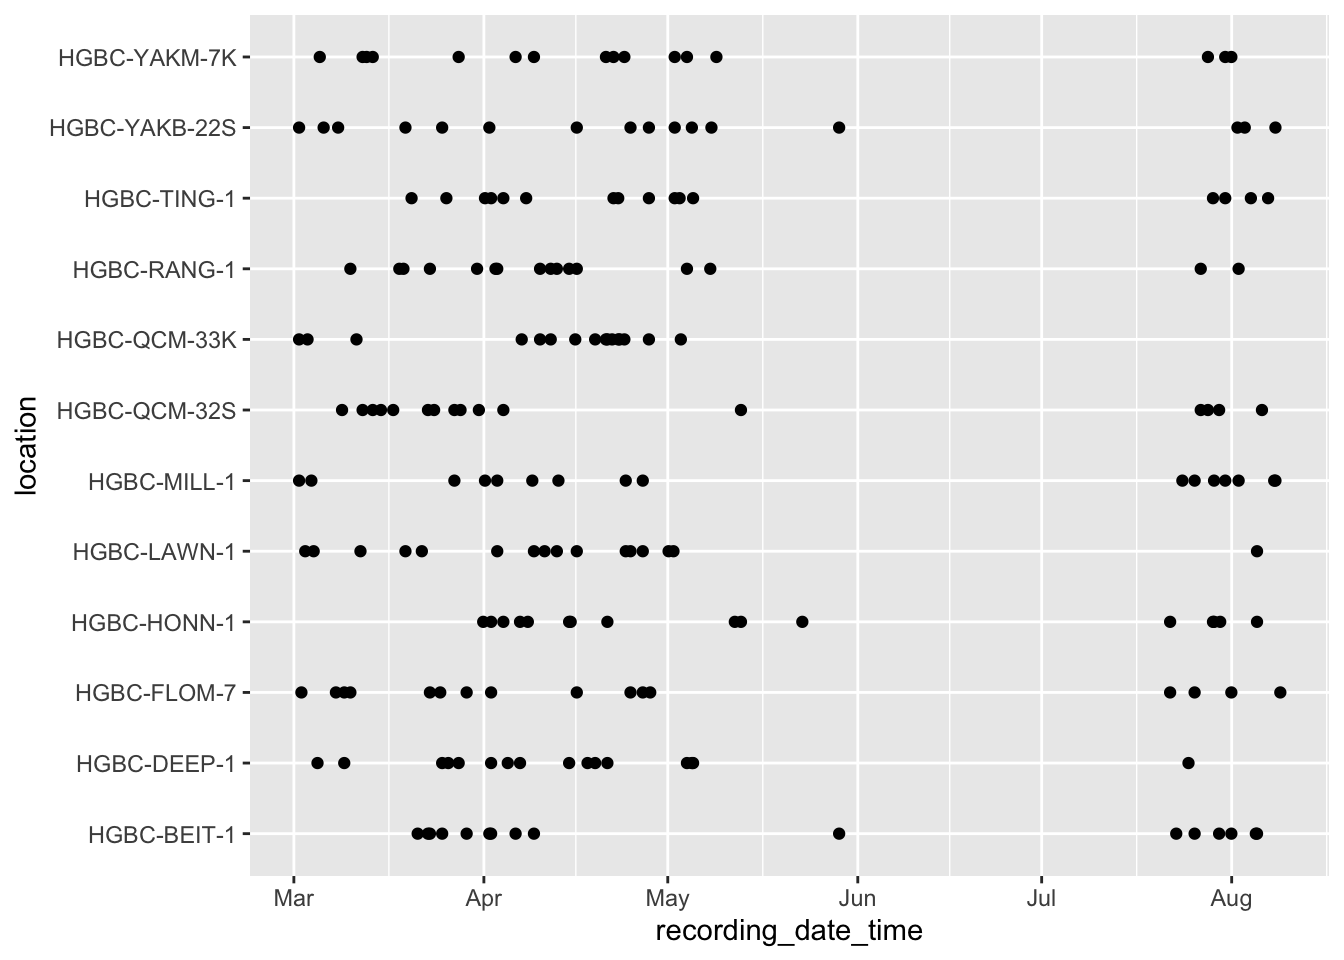 HGBC-YAKM-7K
HGBC-YAKB-22S
HGBC-TING-1
HGBC-RANG-1
HGBC-QCM-33K
HGBC-QCM-32S
HGBC-MILL-1
HGBC-LAWN-1
HGBC-HONN-1
HGBC-FLOM-7
HGBC-DEEP-1
HGBC-BEIT-1
location
Mar Apr May Jun Jul Aug
recording_date_time